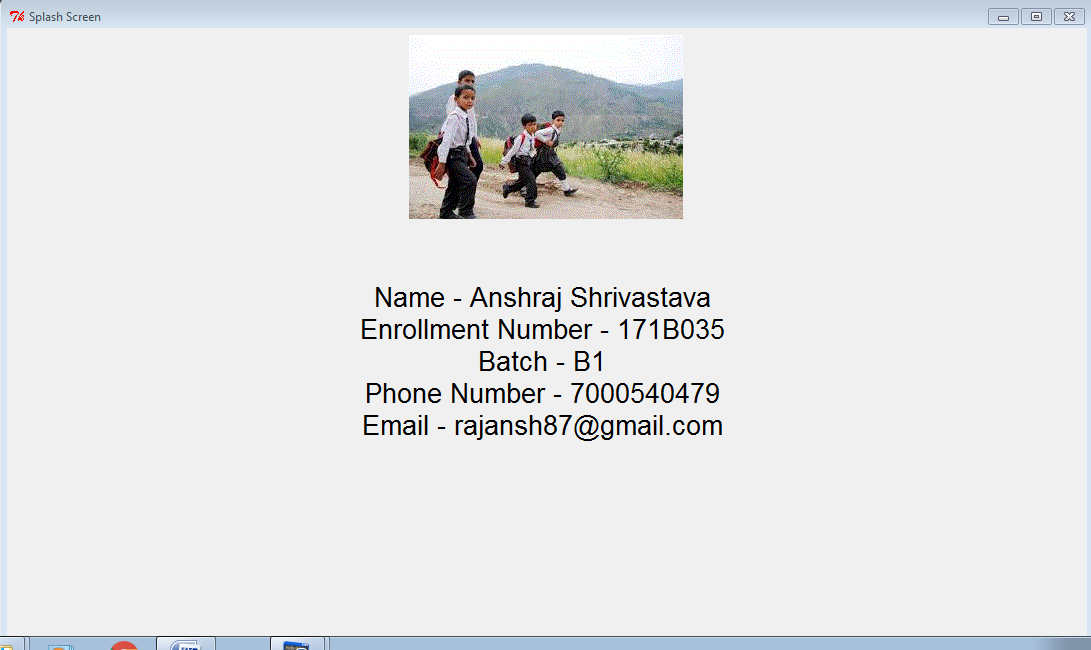 Splash Screen
Name - Anshraj Shrivastava
Enrollment Number - 171B035
Batch - B1
Phone Number - 7000540479
Email - rajansh87@gmail.com